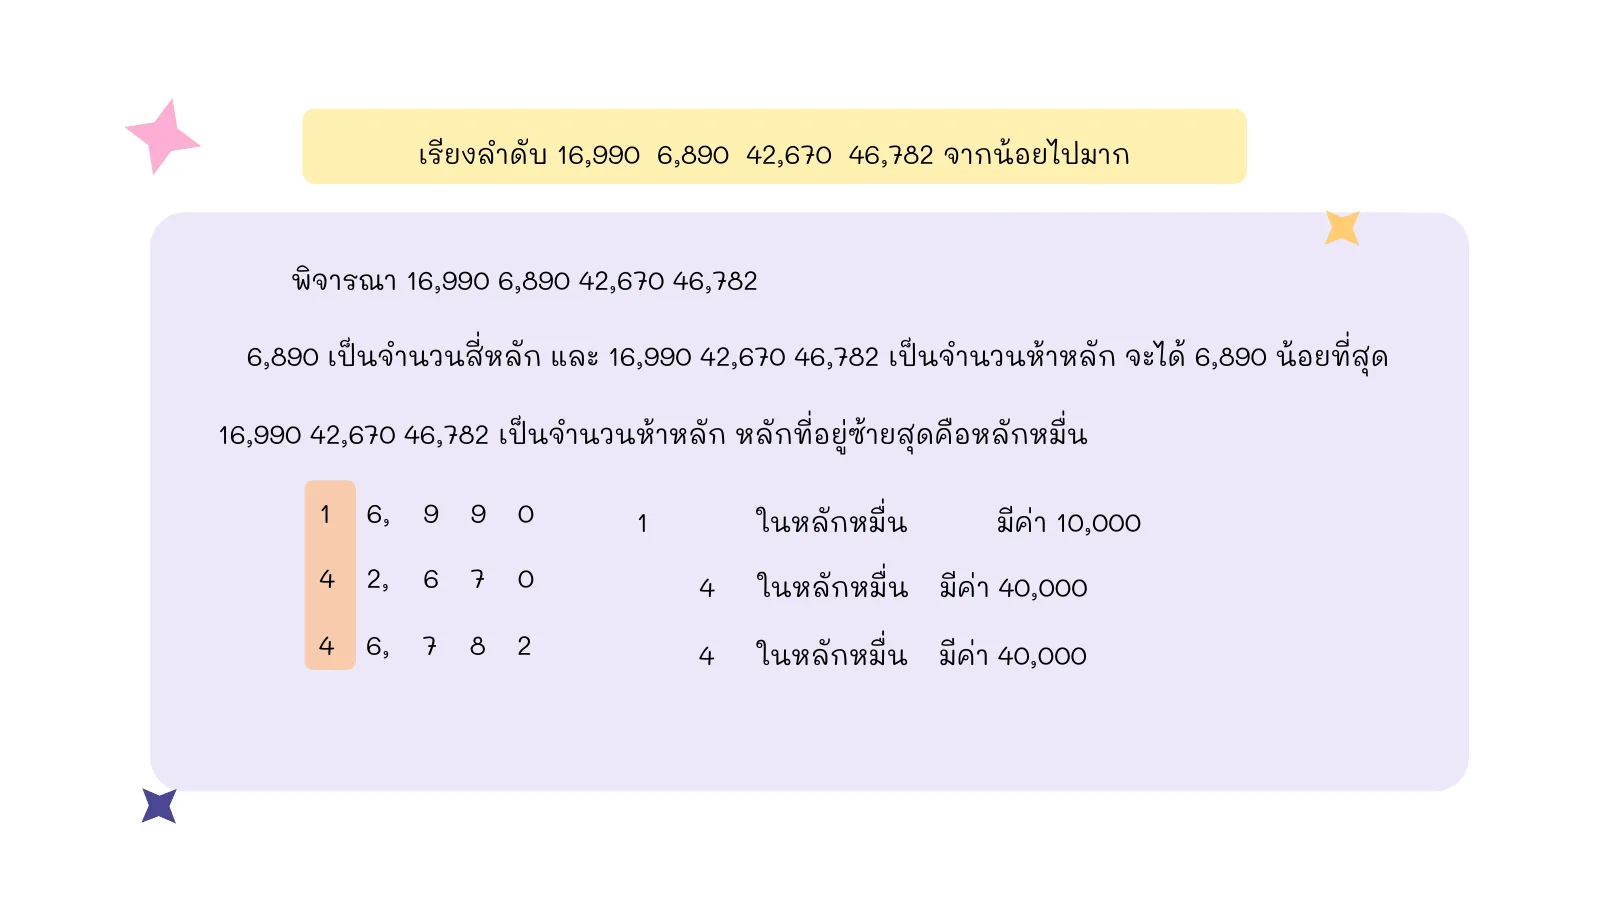 เรียงลำดับ 16,990 6,890 42,670 46,782 จากน้อยไปมาก
พิจารณา 16,990 6,890 42,670 46,782
6,890 เป็นจำนวนสี่หลัก และ 16,990 42,670 46,782 เป็นจำนวนห้าหลัก จะได้ 6,890 น้อยที่สุด
16,990 42,670 46,782 เป็นจำนวนห้าหลัก หลักที่อยู่ซ้ายสุดคือหลักหมื่น
1 6, 9 9 0 1 ในหลักหมื่น มีค่า 10,000
4 2, 6 7 0 4 ในหลักหมื่น มีค่า 40,000
4 6, 7 8 2 4 ในหลักหมื่น มีค่า 40,000